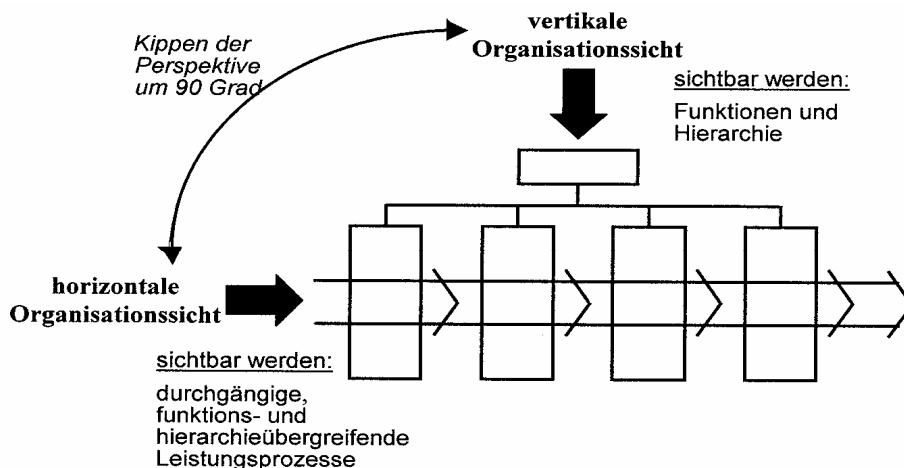 vertikale
Organisationssicht
Kippen der
Perspektive
um 90 Grad
sichtbar werden:
Funktionen und
Hierarchie
horizontale
Organisationssicht
sichtbar werden:
durchgängige,
funktions- und
hierarchieübergreifende
Leistungsprozesse